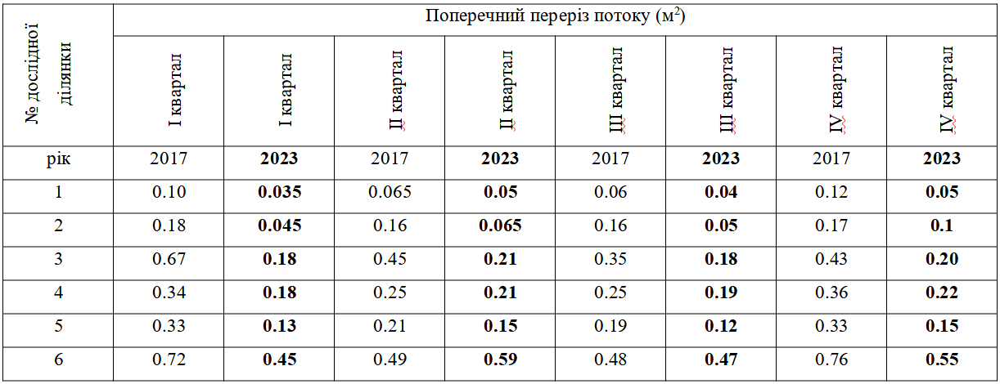 № дослідної
ділянки
Поперечний переріз потоку (м²)
I квартал I квартал II квартал II квартал III квартал III квартал IV квартал IV квартал
рік 2017 2023 2017 2023 2017 2023 2017 2023
1 0.10 0.035 0.065 0.05 0.06 0.04 0.12 0.05
2 0.18 0.045 0.16 0.065 0.16 0.05 0.17 0.1
3 0.67 0.18 0.45 0.21 0.35 0.18 0.43 0.20
4 0.34 0.18 0.25 0.21 0.25 0.19 0.36 0.22
5 0.33 0.13 0.21 0.15 0.19 0.12 0.33 0.15
6 0.72 0.45 0.49 0.59 0.48 0.47 0.76 0.55